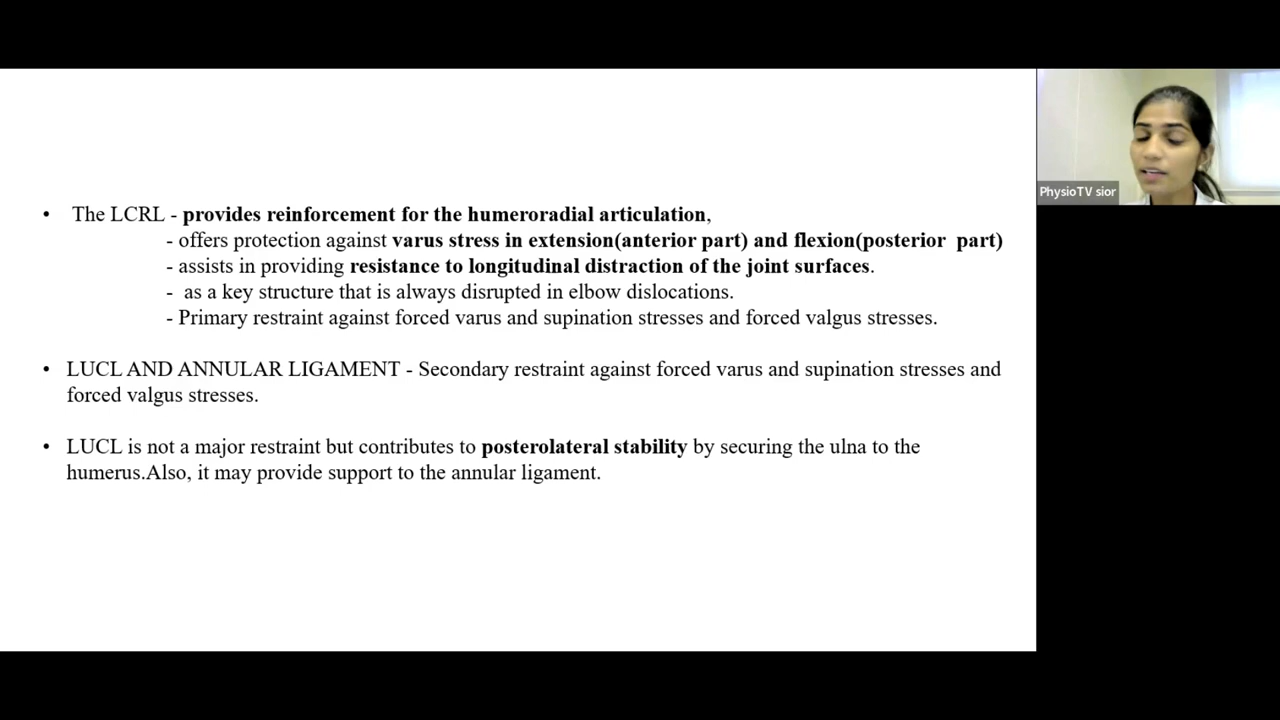 • The LCRL - provides reinforcement for the humeroradial articulation,
- offers protection against varus stress in extension(anterior part) and flexion(posterior part)
- assists in providing resistance to longitudinal distraction of the joint surfaces.
- as a key structure that is always disrupted in elbow dislocations.
- Primary restraint against forced varus and supination stresses and forced valgus stresses.
• LUCL AND ANNULAR LIGAMENT - Secondary restraint against forced varus and supination stresses and
forced valgus stresses.
• LUCL is not a major restraint but contributes to posterolateral stability by securing the ulna to the
humerus.Also, it may provide support to the annular ligament.
PhysioTV sior